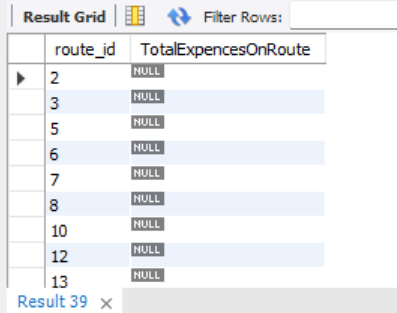 Result Grid Filter Rows:
route_id TotalExpencesOnRoute
2 NULL
3 NULL
5 NULL
6 NULL
7 NULL
8 NULL
10 NULL
12 NULL
13 NULL
Result 39 ×